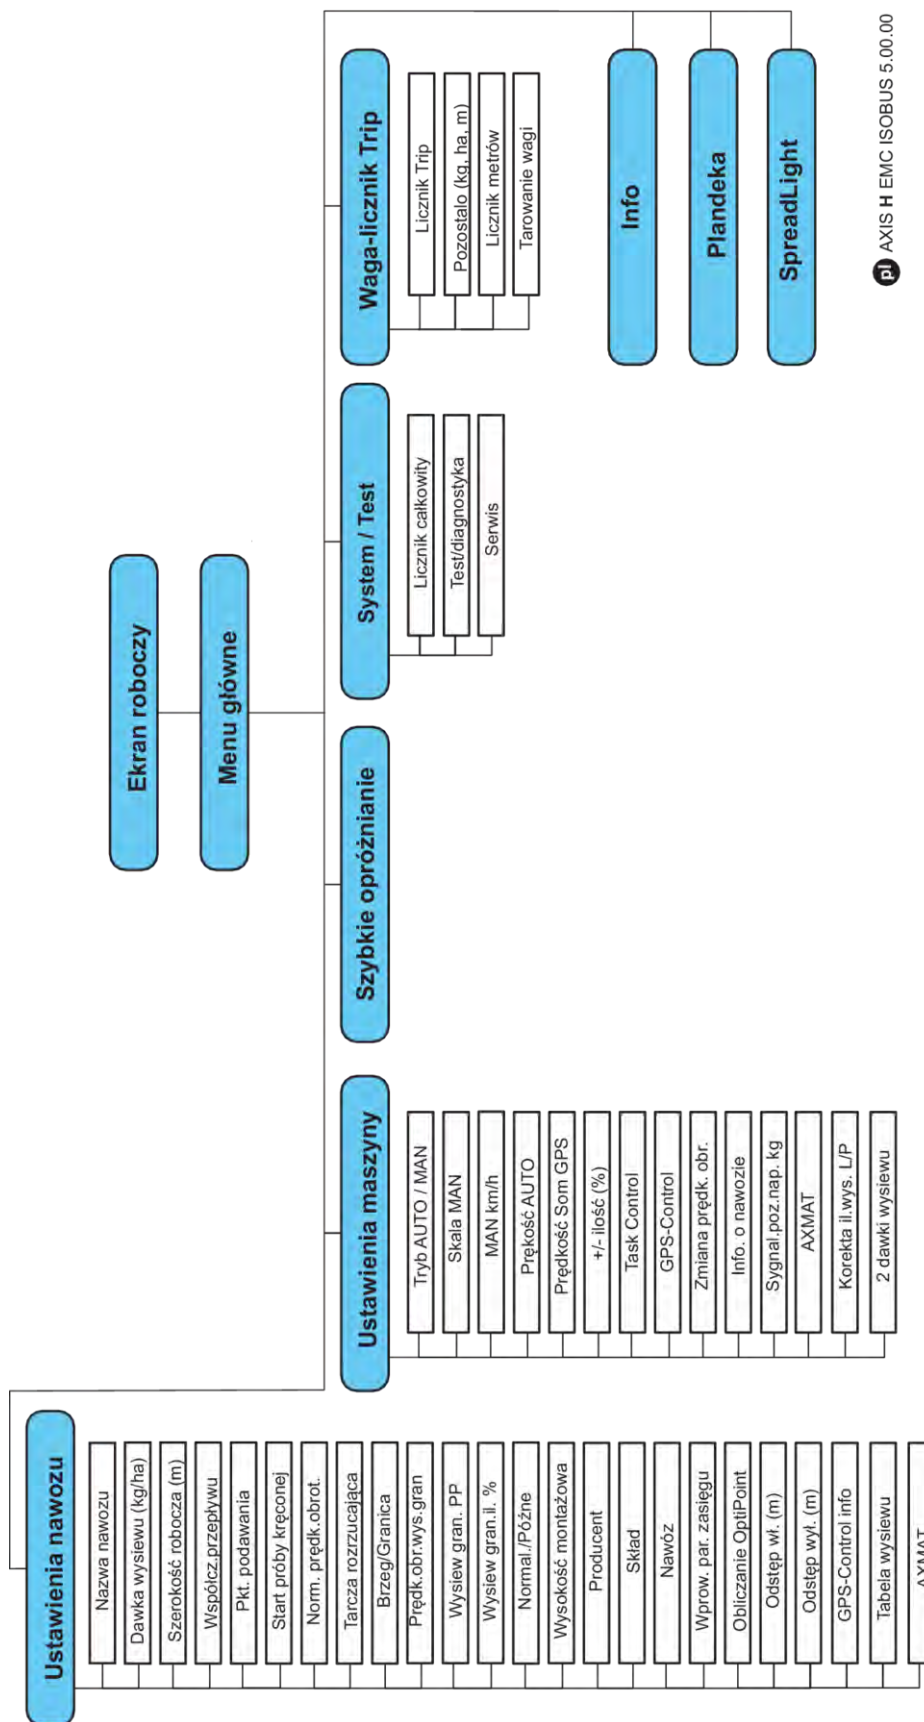 Ekran roboczy
Menu główne
Ustawienia nawozu
Nazwa nawozu
Dawka wysiewu (kg/ha)
Szerokość robocza (m)
Współcz.przepływu
Pkt. podawania
Start próby kręconej
Norm. prędk.obrot.
Tarcza rozrzucająca
Brzeg/Granica
Prędk.obr.wys.gran
Wysiew gran. PP
Wysiew gran.il. %
Normal./Późne
Wysokość montażowa
Producent
Skład
Nawóz
Wprow. par. zasięgu
Obliczanie OptiPoint
Odstęp wł. (m)
Odstęp wył. (m)
GPS-Control info
Tabela wysiewu
AXMAT
Ustawienia maszyny
Tryb AUTO / MAN
Skala MAN
MAN km/h
Prękość AUTO
Prędkość Som GPS
+/- ilość (%)
Task Control
GPS-Control
Zmiana prędk. obr.
Info. o nawozie
Sygnal.poz.nap. kg
AXMAT
Korekta il.wys. L/P
2 dawki wysiewu
Szybkie opróżnianie
System / Test
Licznik całkowity
Test/diagnostyka
Serwis
Waga-licznik Trip
Licznik Trip
Pozostalo (kg, ha, m)
Licznik metrów
Tarowanie wagi
Info
Plandeka
SpreadLight
pl AXIS H EMC ISOBUS 5.00.00